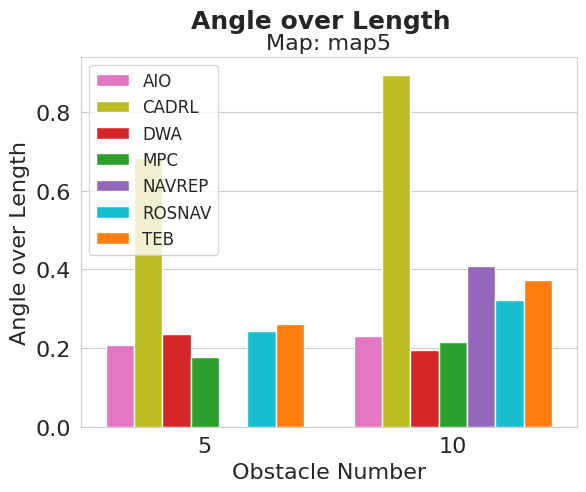 Angle over Length
Map: map5
AIO
CADRL
DWA
MPC
NAVREP
ROSNAV
TEB
Angle over Length
0.8
0.6
0.4
0.2
0.0
5
10
Obstacle Number